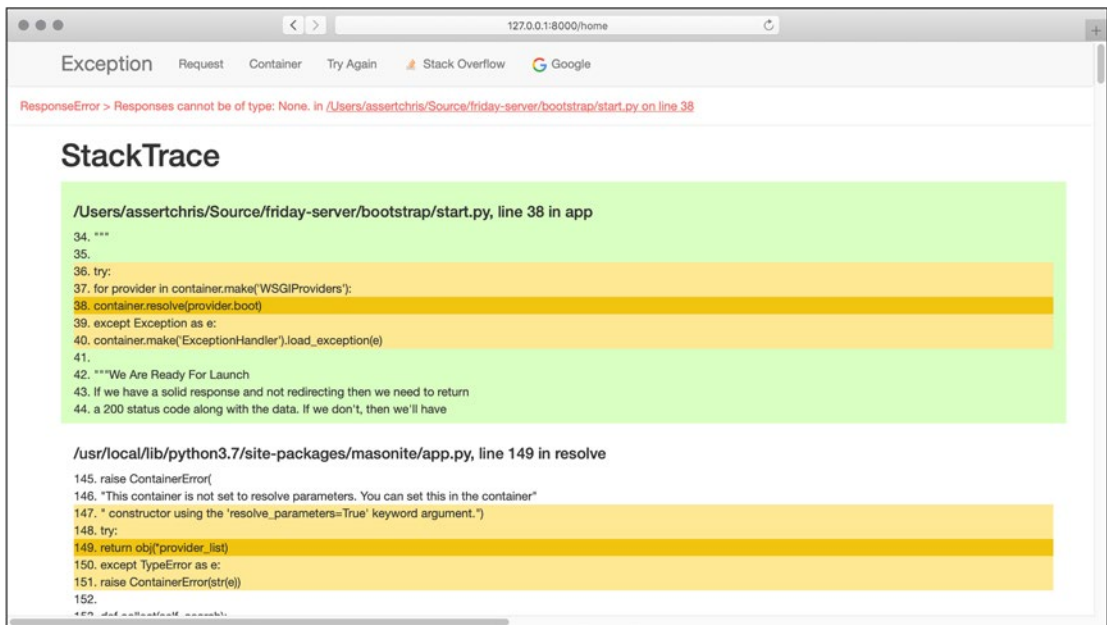 127.0.0.1:8000/home
Exception Request Container Try Again Stack Overflow Google
ResponseError > Responses cannot be of type: None. in /Users/assertchris/Source/friday-server/bootstrap/start.py on line 38
StackTrace
/Users/assertchris/Source/friday-server/bootstrap/start.py, line 38 in app
34. """
35.
36. try:
37. for provider in container.make('WSGIProviders'):
38. container.resolve(provider.boot)
39. except Exception as e:
40. container.make('ExceptionHandler').load_exception(e)
41.
42. """We Are Ready For Launch
43. If we have a solid response and not redirecting then we need to return
44. a 200 status code along with the data. If we don't, then we'll have
/usr/local/lib/python3.7/site-packages/masonite/app.py, line 149 in resolve
145. raise ContainerError(
146. "This container is not set to resolve parameters. You can set this in the container"
147. " constructor using the 'resolve_parameters=True' keyword argument.")
148. try:
149. return obj(*provider_list)
150. except TypeError as e:
151. raise ContainerError(str(e))
152.